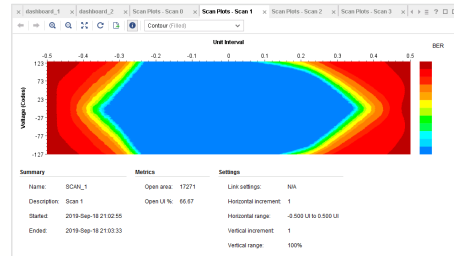 dashboard_1 dashboard_2 Scan Plots - Scan 0 Scan Plots - Scan 1 Scan Plots - Scan 2 Scan Plots - Scan 3
Contour (Filled)
Unit Interval
BER
-0.5 -0.4 -0.3 -0.2 -0.1 0 0.1 0.2 0.3 0.4 0.5
Voltage (Codes)
123
73
23
-27
-77
-127
Summary Metrics Settings
Name: SCAN_1 Open area: 17271 Link settings: N/A
Description: Scan 1 Open UI %: 66.67 Horizontal increment: 1
Started: 2019-Sep-18 21:02:55 Horizontal range: -0.500 UI to 0.500 UI
Ended: 2019-Sep-18 21:03:33 Vertical increment: 1
Vertical range: 100%